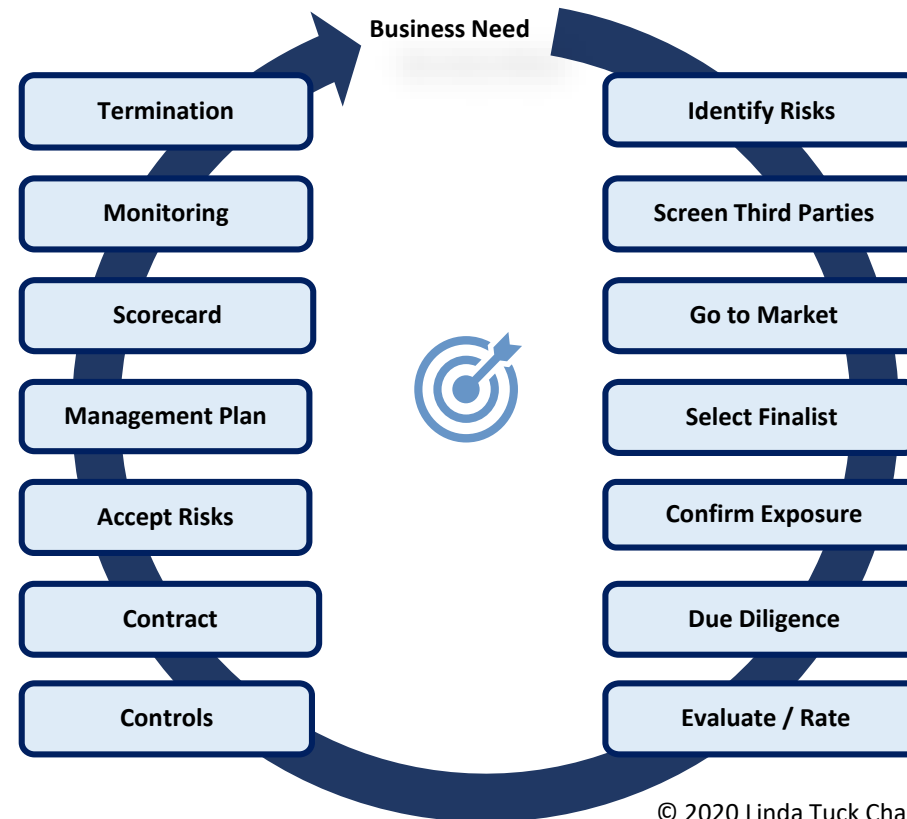 Business Need
Termination
Identify Risks
Monitoring
Screen Third Parties
Scorecard
Go to Market
Management Plan
Select Finalist
Accept Risks
Confirm Exposure
Contract
Due Diligence
Controls
Evaluate / Rate
© 2020 Linda Tuck Cha